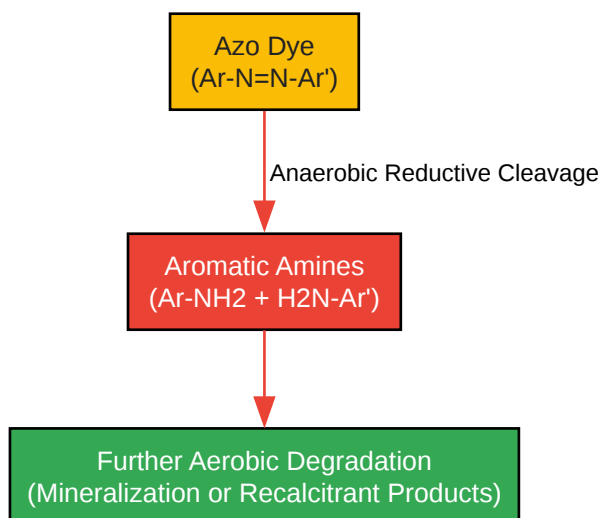 Azo Dye
(Ar-N=N-Ar')
Anaerobic Reductive Cleavage
Aromatic Amines
(Ar-NH2 + H2N-Ar')
Further Aerobic Degradation
(Mineralization or Recalcitrant Products)